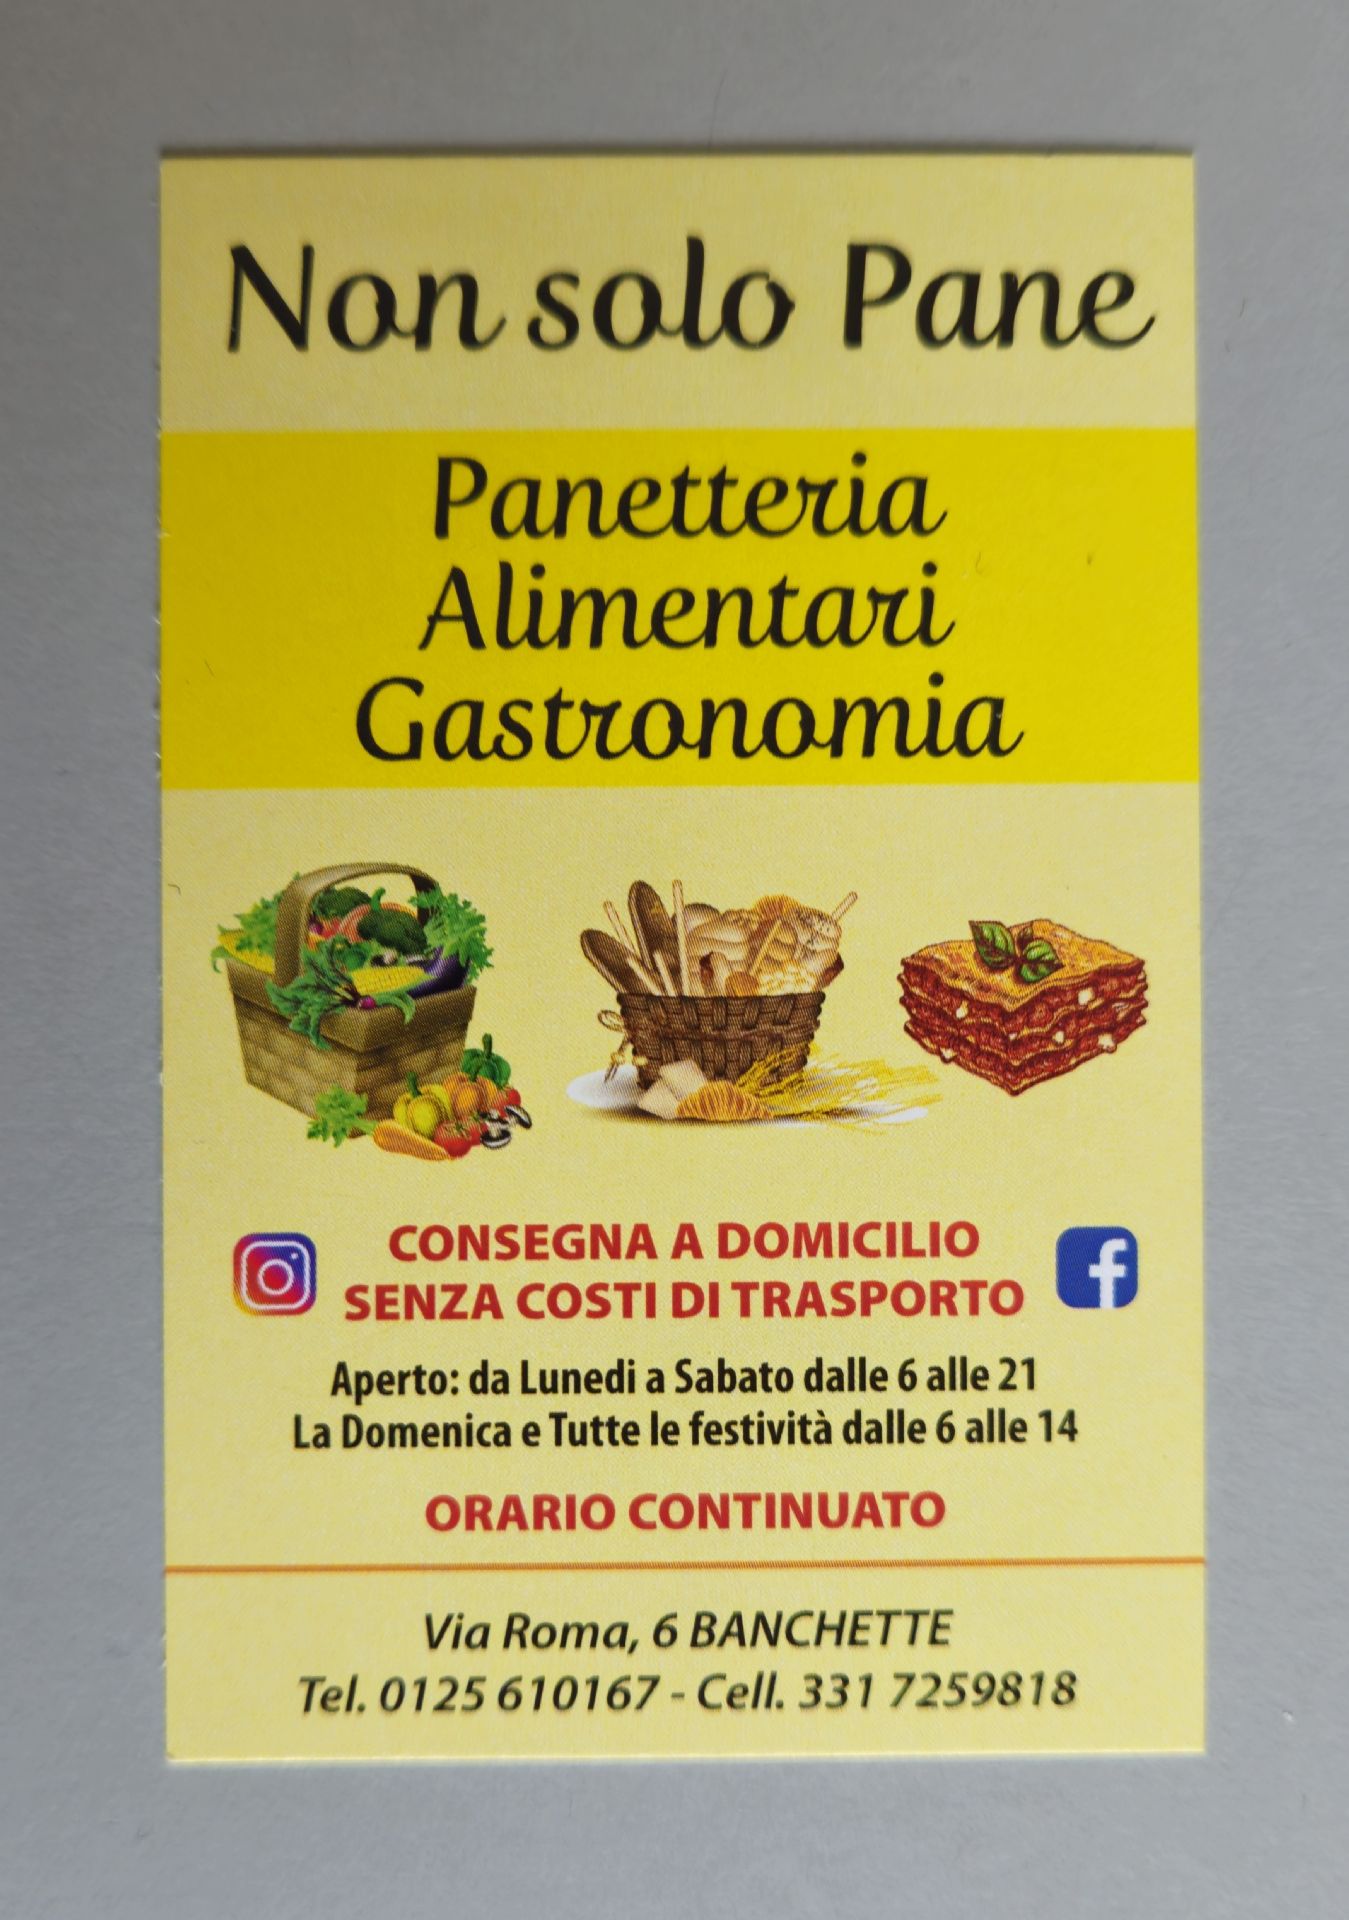 Non solo Pane
Panetteria
Alimentari
Gastronomia
CONSEGNA A DOMICILIO
SENZA COSTI DI TRASPORTO
Aperto: da Lunedi a Sabato dalle 6 alle 21
La Domenica e Tutte le festività dalle 6 alle 14
ORARIO CONTINUATO
Via Roma, 6 BANCHETTE
Tel. 0125 610167 - Cell. 331 7259818